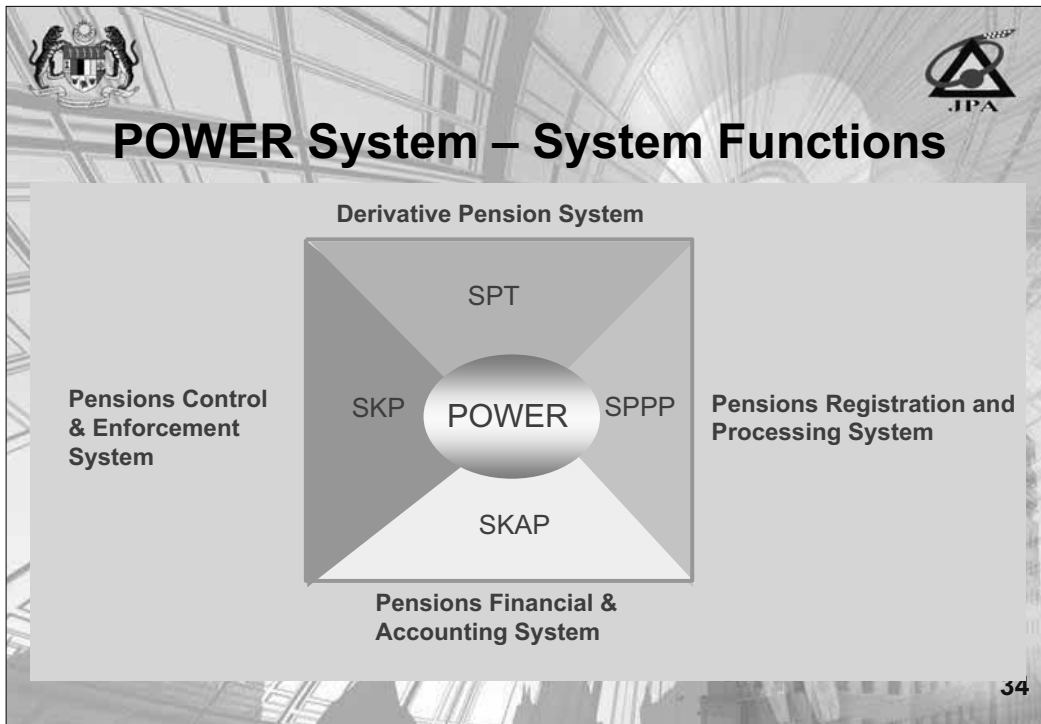 JPA
POWER System – System Functions
Derivative Pension System
SPT
Pensions Control
& Enforcement
System
SKP
POWER
SPPP
Pensions Registration and
Processing System
SKAP
Pensions Financial &
Accounting System
34